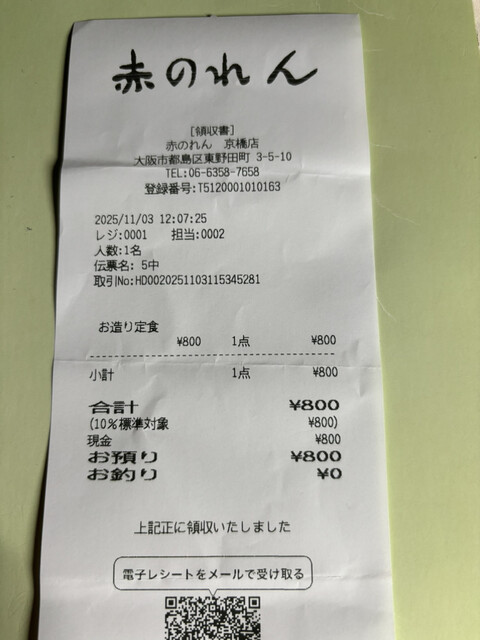 赤のれん
[領収書]
赤のれん 京橋店
大阪市都島区東野田町 3-5-10
TEL:06-6358-7658
登録番号:T5120001010163
2025/11/03 12:07:25
レジ:0001 担当:0002
人数:1名
伝票名: 5中
取引No:HD0020251103115345281
お造り定食
¥800 1点 ¥800
小計 1点 ¥800
合計 ¥800
(10%標準対象 ¥800)
現金 ¥800
お預り ¥800
お釣り ¥0
上記正に領収いたしました
電子レシートをメールで受け取る